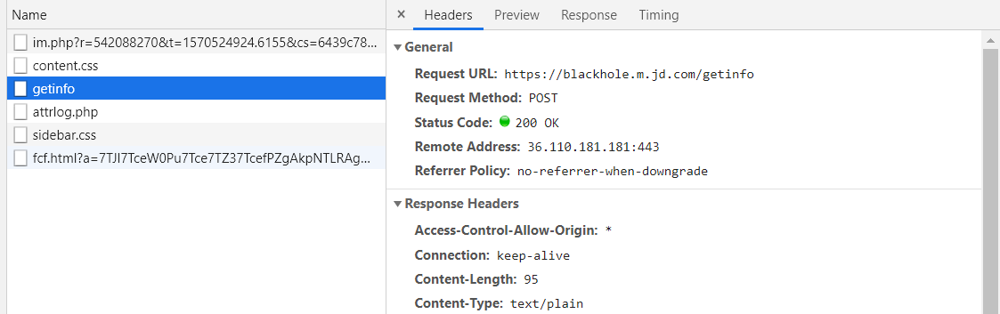 Name
im.php?r=542088270&t=1570524924.6155&cs=6439c78...
content.css
getinfo
attrlog.php
sidebar.css
fcf.html?a=7TJI7TceW0Pu7Tce7TZ37TcefPZgAkpNTLRAg...
× Headers Preview Response Timing
General
Request URL: https://blackhole.m.jd.com/getinfo
Request Method: POST
Status Code: 200 OK
Remote Address: 36.110.181.181:443
Referrer Policy: no-referrer-when-downgrade
Response Headers
Access-Control-Allow-Origin: *
Connection: keep-alive
Content-Length: 95
Content-Type: text/plain